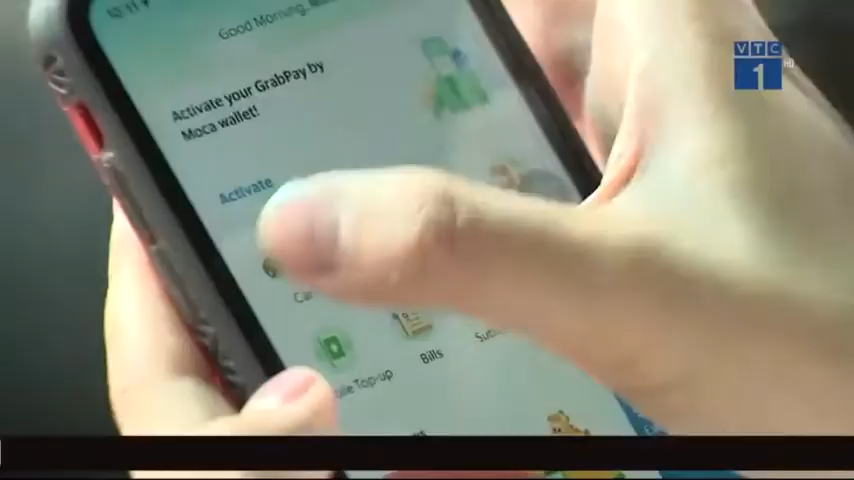 Good Morning,
VTC
HD
1
Activate your GrabPay by
Moca wallet!
Activate
Bills
Top-up